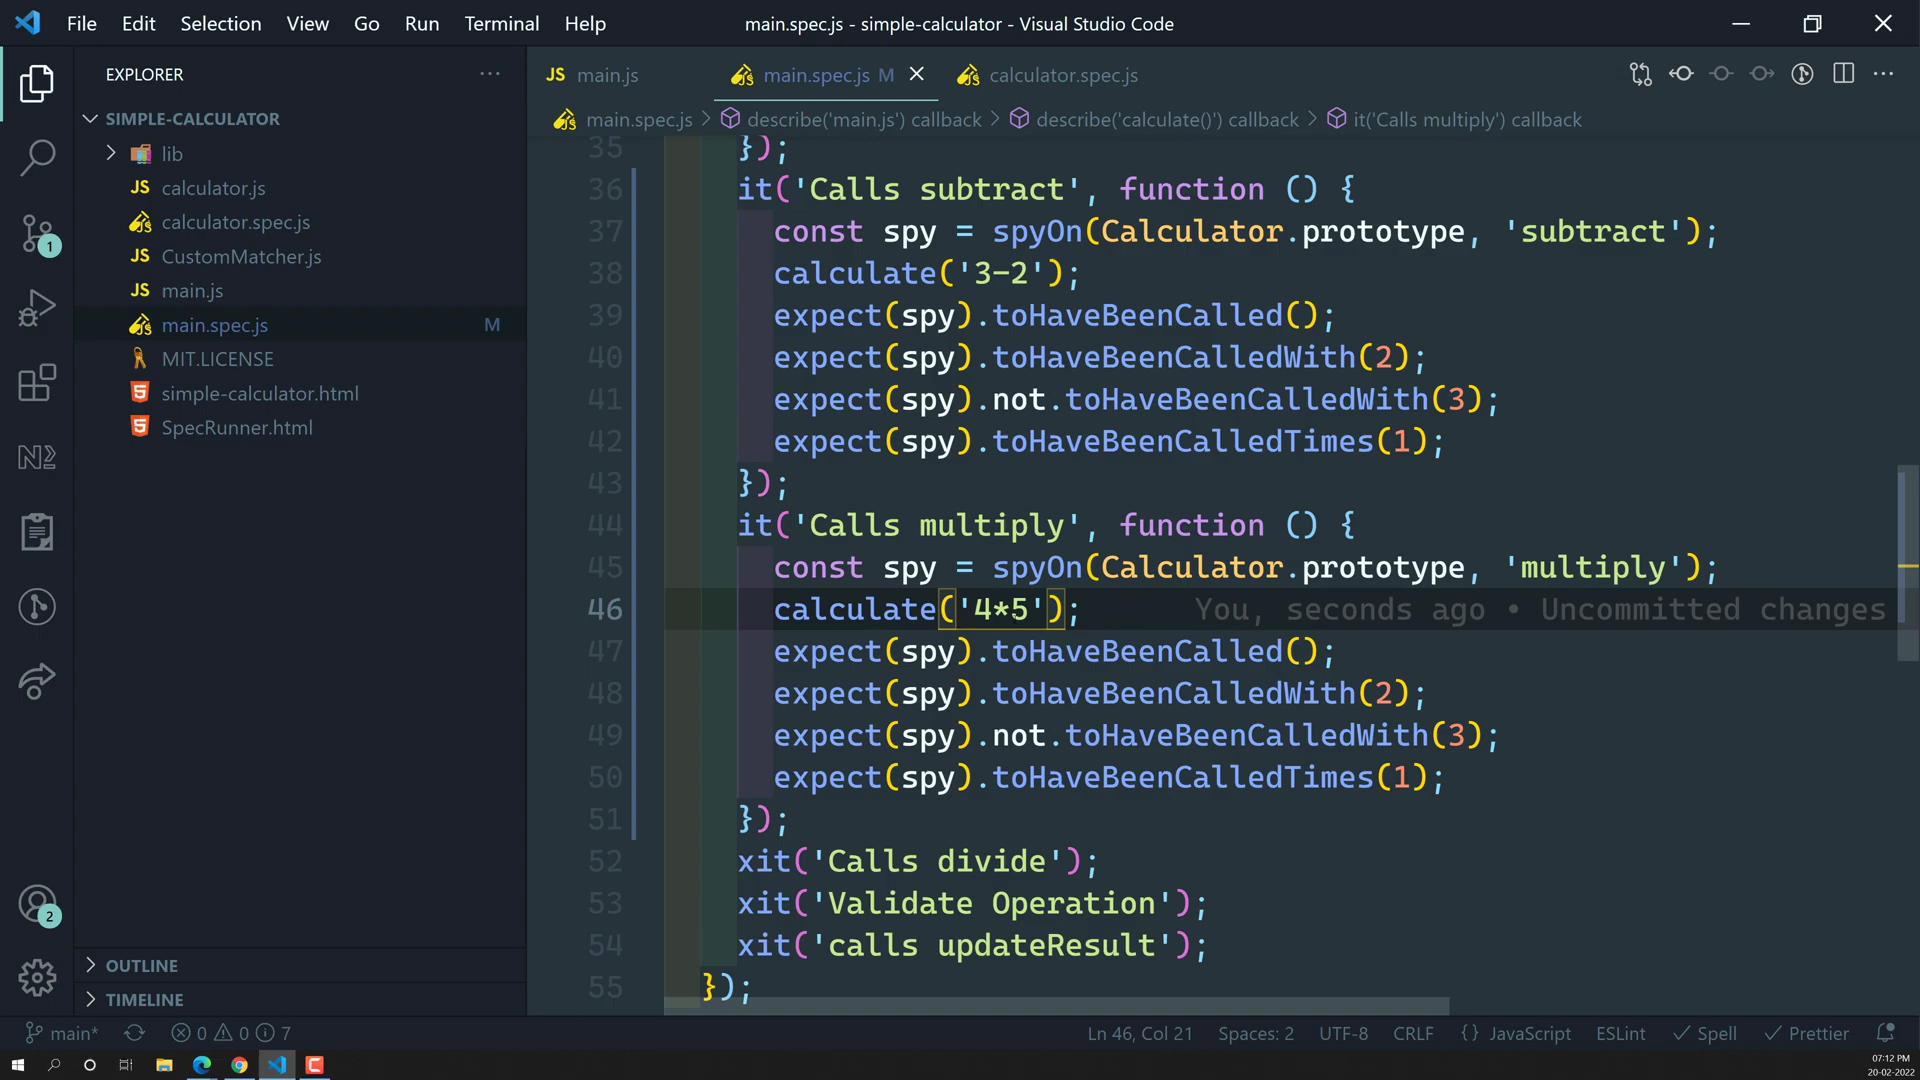 File Edit Selection View Go Run Terminal Help
main.spec.js - simple-calculator - Visual Studio Code
EXPLORER
SIMPLE-CALCULATOR
lib
JS calculator.js
calculator.spec.js
JS CustomMatcher.js
JS main.js
main.spec.js M
MIT.LICENSE
simple-calculator.html
SpecRunner.html
OUTLINE
TIMELINE
1
2
JS main.js
main.spec.js M
calculator.spec.js
main.spec.js > describe('main.js') callback > describe('calculate()') callback > it('Calls multiply') callback
35 });
36 it('Calls subtract', function () {
37 const spy = spyOn(Calculator.prototype, 'subtract');
38 calculate('3-2');
39 expect(spy).toHaveBeenCalled();
40 expect(spy).toHaveBeenCalledWith(2);
41 expect(spy).not.toHaveBeenCalledWith(3);
42 expect(spy).toHaveBeenCalledTimes(1);
43 });
44 it('Calls multiply', function () {
45 const spy = spyOn(Calculator.prototype, 'multiply');
46 calculate('4*5'); You, seconds ago • Uncommitted changes
47 expect(spy).toHaveBeenCalled();
48 expect(spy).toHaveBeenCalledWith(2);
49 expect(spy).not.toHaveBeenCalledWith(3);
50 expect(spy).toHaveBeenCalledTimes(1);
51 });
52 xit('Calls divide');
53 xit('Validate Operation');
54 xit('calls updateResult');
55 });
main* 0 0 7
Ln 46, Col 21 Spaces: 2 UTF-8 CRLF {} JavaScript ESLint Spell Prettier
07:12 PM
20-02-2022